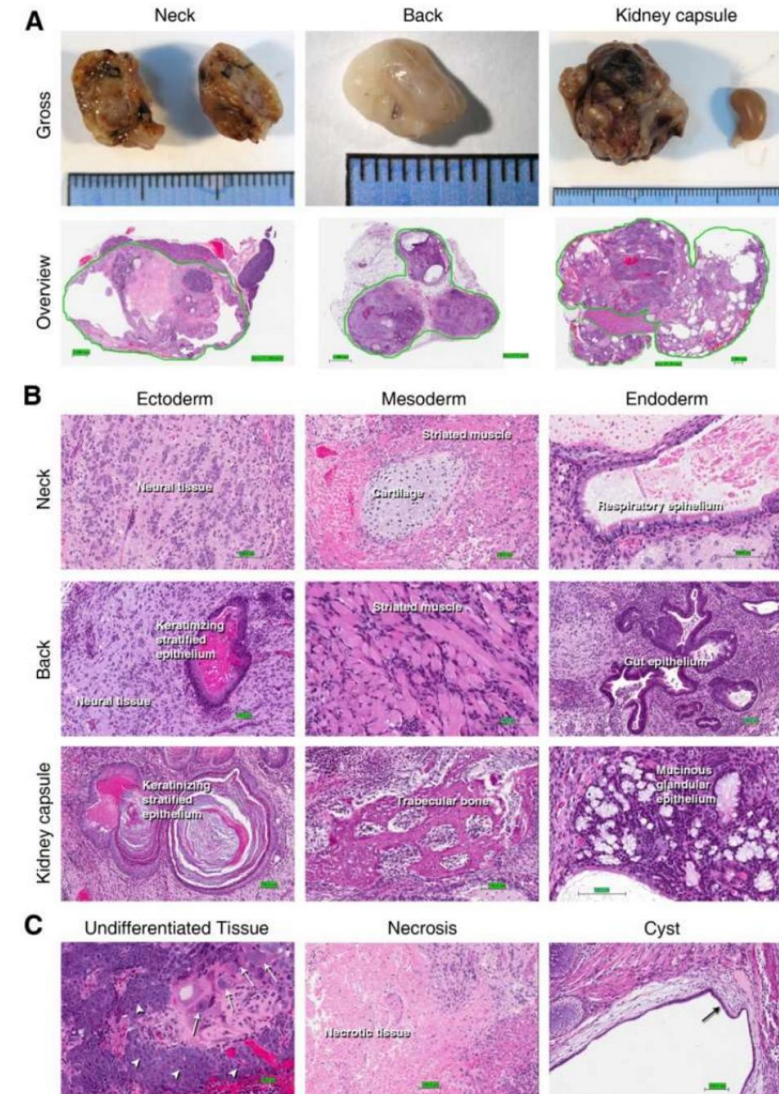 A
Neck
Back
Kidney capsule
Gross
Overview
B
Ectoderm
Mesoderm
Endoderm
Neck
Neural tissue
Striated muscle
Cartilage
Respiratory epihelium
Back
Keratinizing
stratified
epithelium
Neural tissue
Striated muscle
Gut epithelium
Kidney capsule
Keratinizing
stratified
epithelium
Trabecular bone
Mucinous
glandular
epithelium
C
Undifferentiated Tissue
Necrosis
Cyst
Necrotic tissue